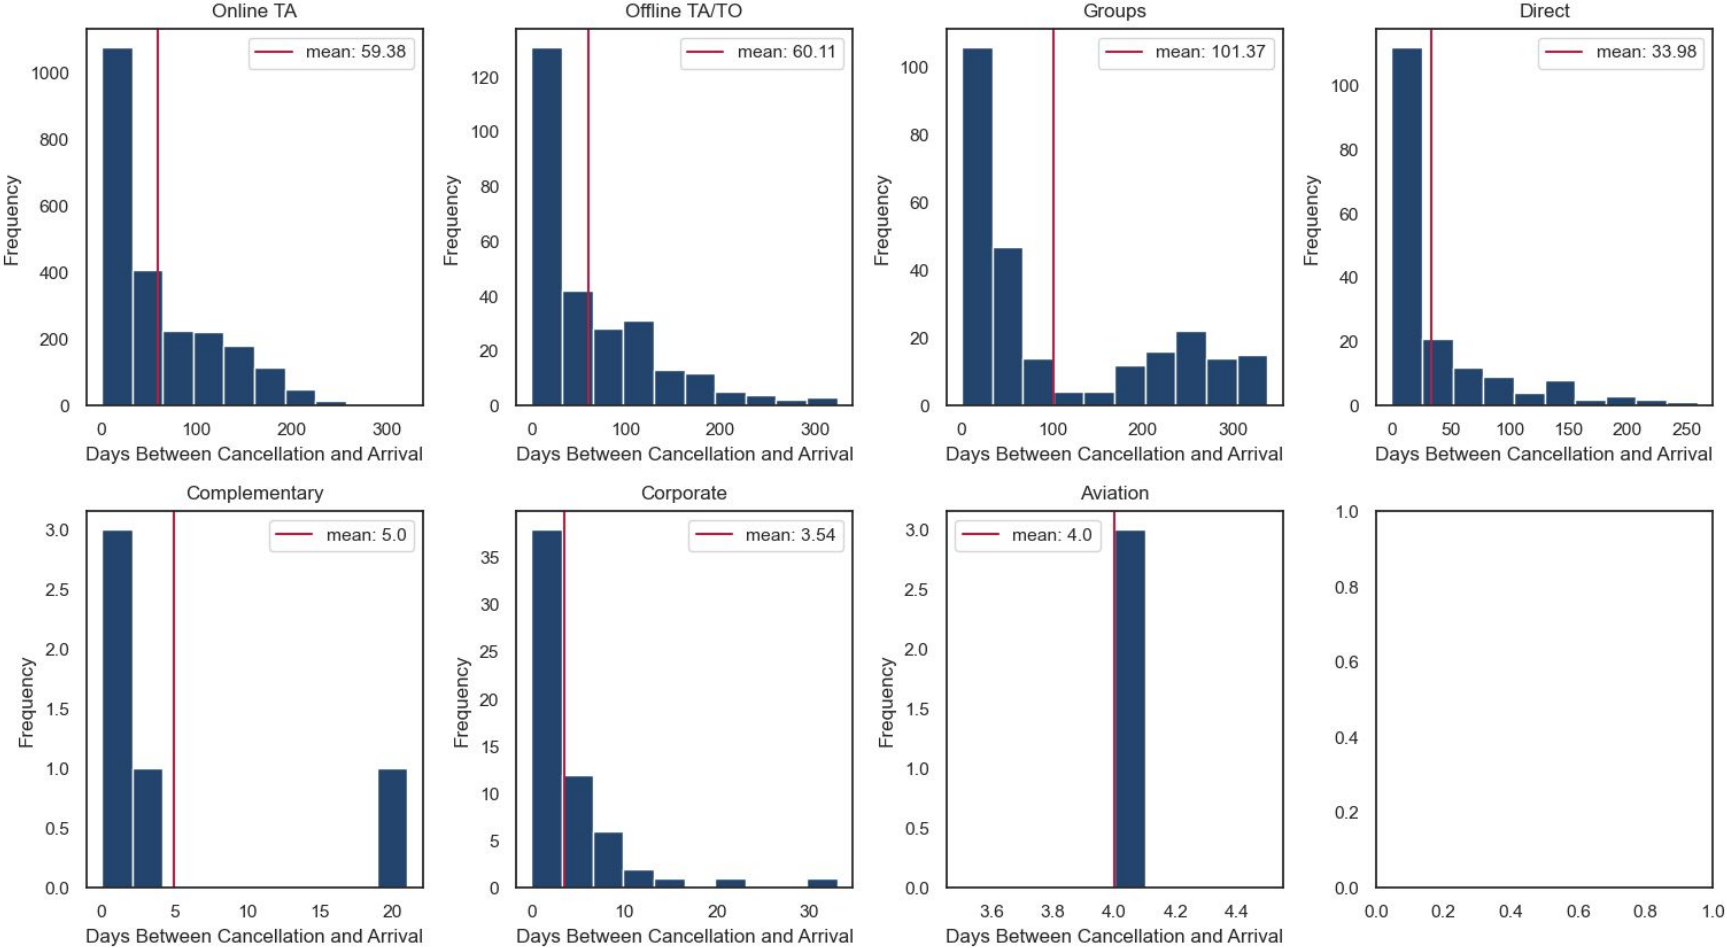 Online TA
mean: 59.38
1000
800
600
400
200
0
Frequency
0 100 200 300
Days Between Cancellation and Arrival
Offline TA/TO
mean: 60.11
120
100
80
60
40
20
0
Frequency
0 100 200 300
Days Between Cancellation and Arrival
Groups
mean: 101.37
100
80
60
40
20
0
Frequency
0 100 200 300
Days Between Cancellation and Arrival
Direct
mean: 33.98
100
80
60
40
20
0
Frequency
0 50 100 150 200 250
Days Between Cancellation and Arrival
Complementary
mean: 5.0
3.0
2.5
2.0
1.5
1.0
0.5
0.0
Frequency
0 5 10 15 20
Days Between Cancellation and Arrival
Corporate
mean: 3.54
35
30
25
20
15
10
5
0
Frequency
0 10 20 30
Days Between Cancellation and Arrival
Aviation
mean: 4.0
3.0
2.5
2.0
1.5
1.0
0.5
0.0
Frequency
3.6 3.8 4.0 4.2 4.4
Days Between Cancellation and Arrival
1.0
0.8
0.6
0.4
0.2
0.0
0.0 0.2 0.4 0.6 0.8 1.0